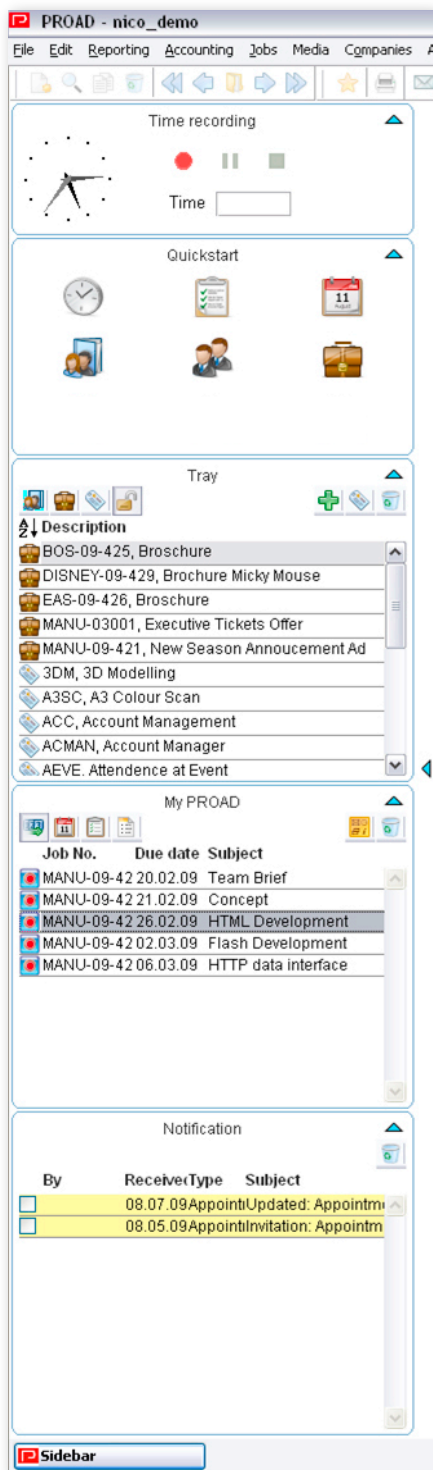 PROAD - nico_demo
File Edit Reporting Accounting Jobs Media Companies A
Time recording
Time
Quickstart
11
August
Tray
Description
BOS-09-425, Broschure
DISNEY-09-429, Brochure Micky Mouse
EAS-09-426, Broschure
MANU-03001, Executive Tickets Offer
MANU-09-421, New Season Annoucement Ad
3DM, 3D Modelling
A3SC, A3 Colour Scan
ACC, Account Management
ACMAN, Account Manager
AEVE. Attendence at Event
My PROAD
11
Job No. Due date Subject
MANU-09-42 20.02.09 Team Brief
MANU-09-42 21.02.09 Concept
MANU-09-42 26.02.09 HTML Development
MANU-09-42 02.03.09 Flash Development
MANU-09-42 06.03.09 HTTP data interface
Notification
By Receive Type Subject
08.07.09 Appointi Updated: Appointm
08.05.09 Appointi Invitation: Appointm
Sidebar